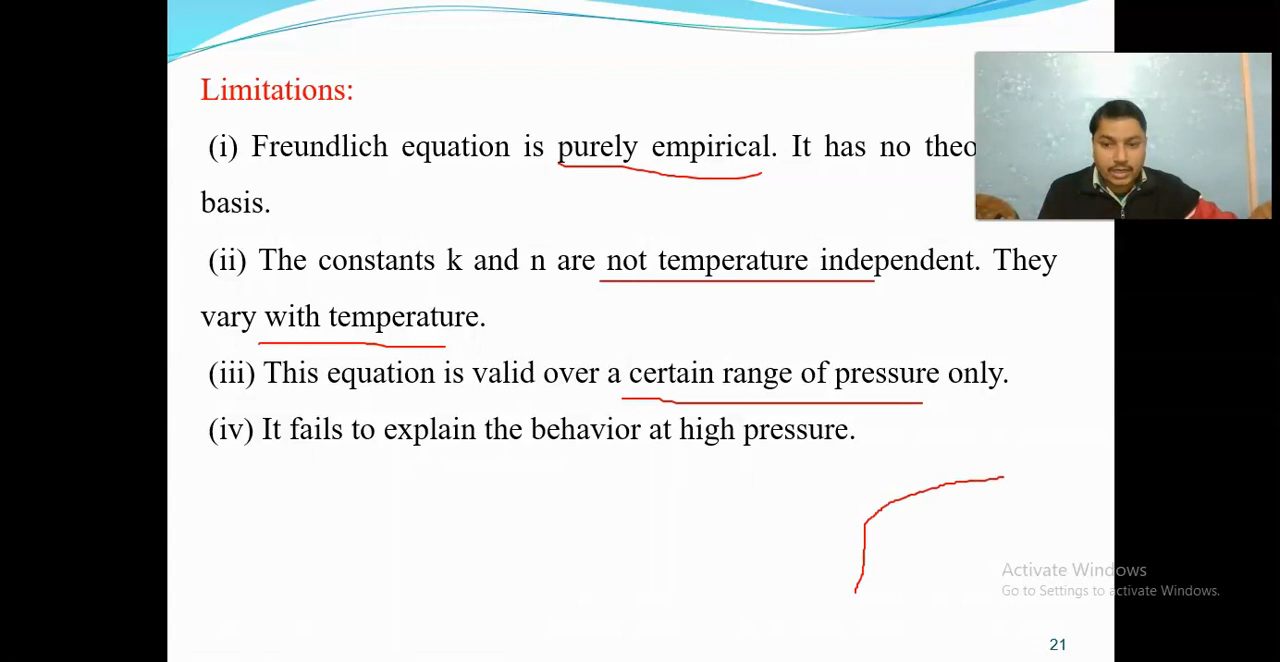 Limitations:
(i) Freundlich equation is purely empirical. It has no theo
basis.
(ii) The constants k and n are not temperature independent. They
vary with temperature.
(iii) This equation is valid over a certain range of pressure only.
(iv) It fails to explain the behavior at high pressure.
Activate Windows
Go to Settings to activate Windows.
21